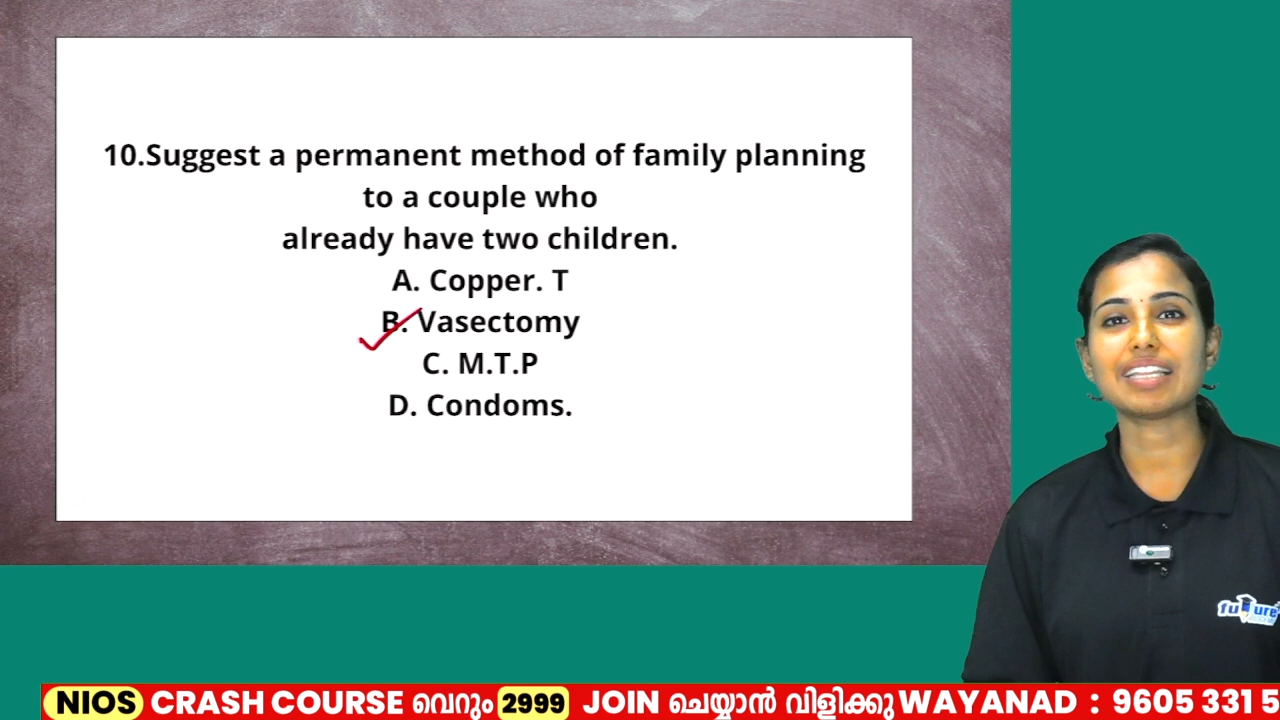 10.Suggest a permanent method of family planning
to a couple who
already have two children.
A. Copper. T
B. Vasectomy
C. M.T.P
D. Condoms.
future
NIOS CRASH COURSE വെറും 2999 JOIN ചെയ്യാൻ വിളിക്കു WAYANAD : 9605 331 5